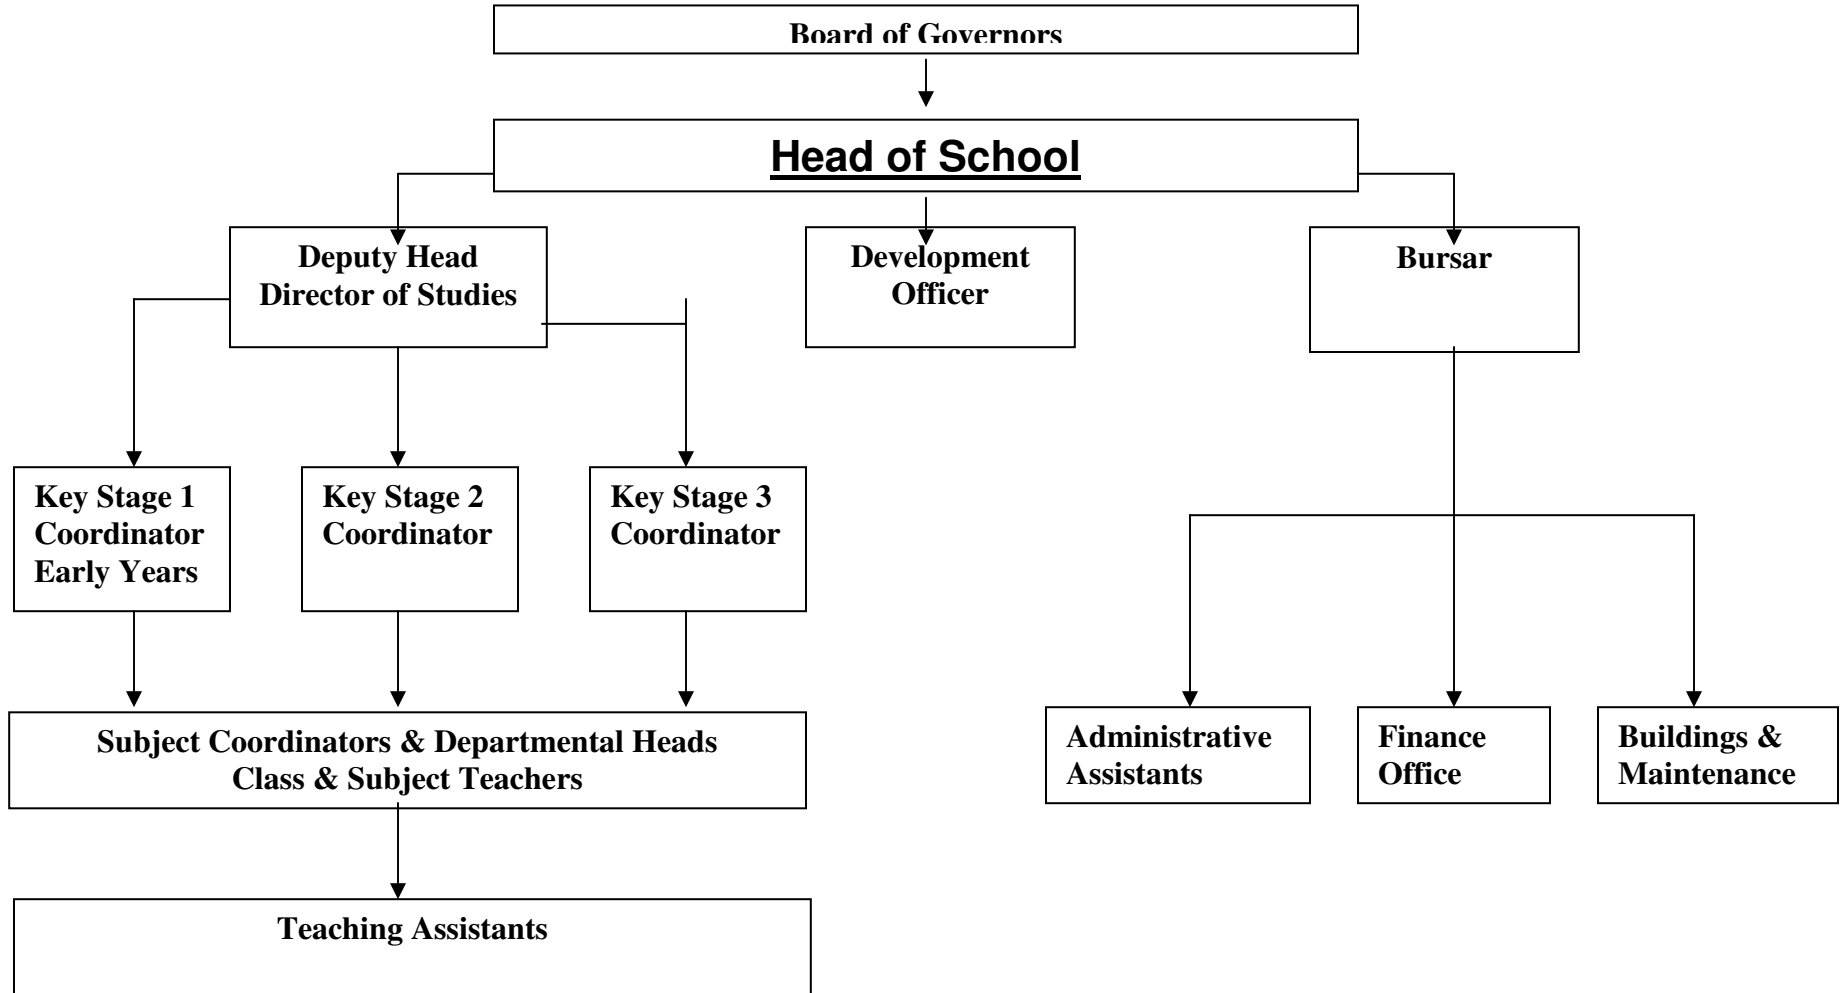 Board of Governors
Head of School
Deputy Head
Director of Studies
Development
Officer
Bursar
Key Stage 1
Coordinator
Early Years
Key Stage 2
Coordinator
Key Stage 3
Coordinator
Subject Coordinators & Departmental Heads
Class & Subject Teachers
Administrative
Assistants
Finance
Office
Buildings &
Maintenance
Teaching Assistants